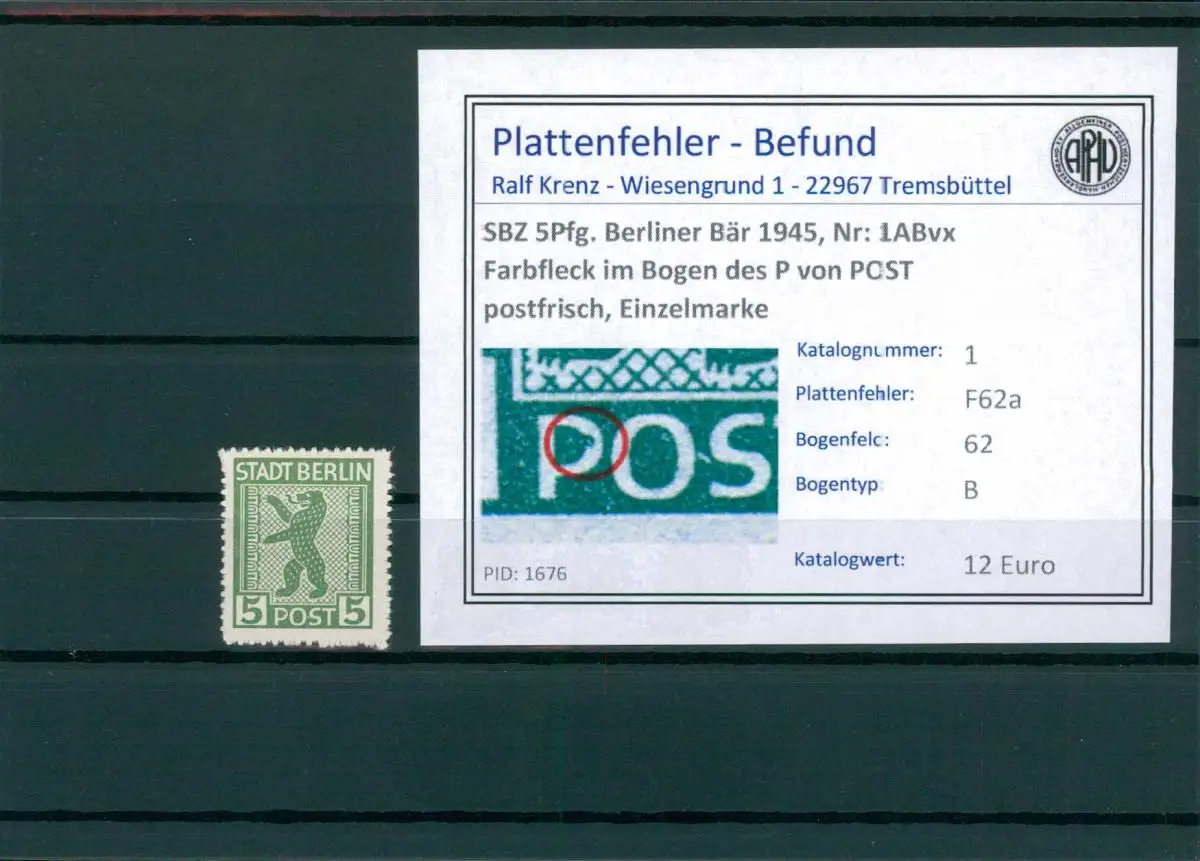 Plattenfehler - Befund
Ralf Krenz - Wiesengrund 1 - 22967 Tremsbüttel
SBZ 5Pfg. Berliner Bär 1945, Nr: 1ABvx
Farbfleck im Bogen des P von POST
postfrisch, Einzelmarke
Katalognummer: 1
Plattenfehler: F62a
Bogenfeld: 62
Bogentyp B
Katalogwert: 12 Euro
POS
PID: 1676
APHV
STADT BERLIN
5 POST 5